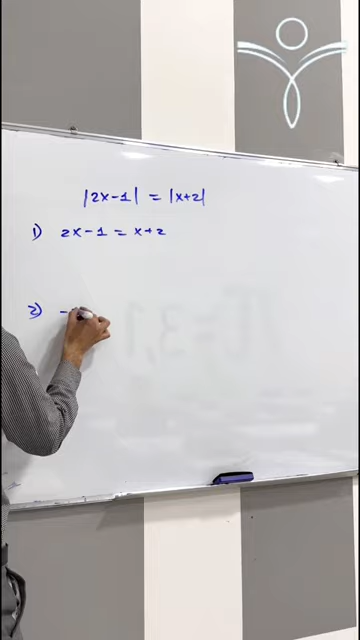 |2x-1| = |x+2|
1) 2x-1 = x+2
2) -